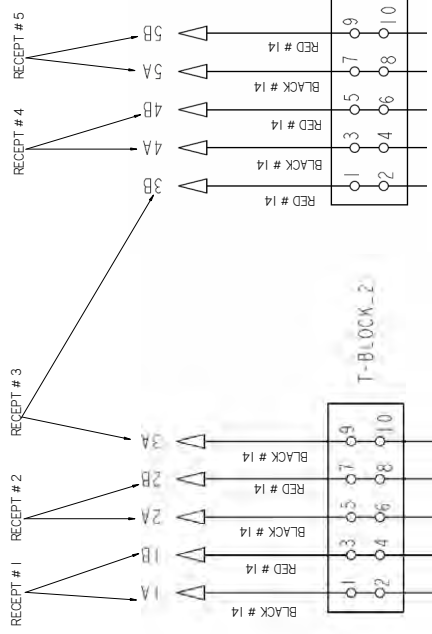 RECEPT # 1
RECEPT # 2
RECEPT # 3
RECEPT # 4
RECEPT # 5
1A
1B
2A
2B
3A
3B
4A
4B
5A
5B
BLACK # 14
RED # 14
BLACK # 14
RED # 14
BLACK # 14
RED # 14
BLACK # 14
RED # 14
BLACK # 14
RED # 14
1 3 5 7 9
2 4 6 8 10
T-BLOCK_2
1 3 5 7 9
2 4 6 8 10